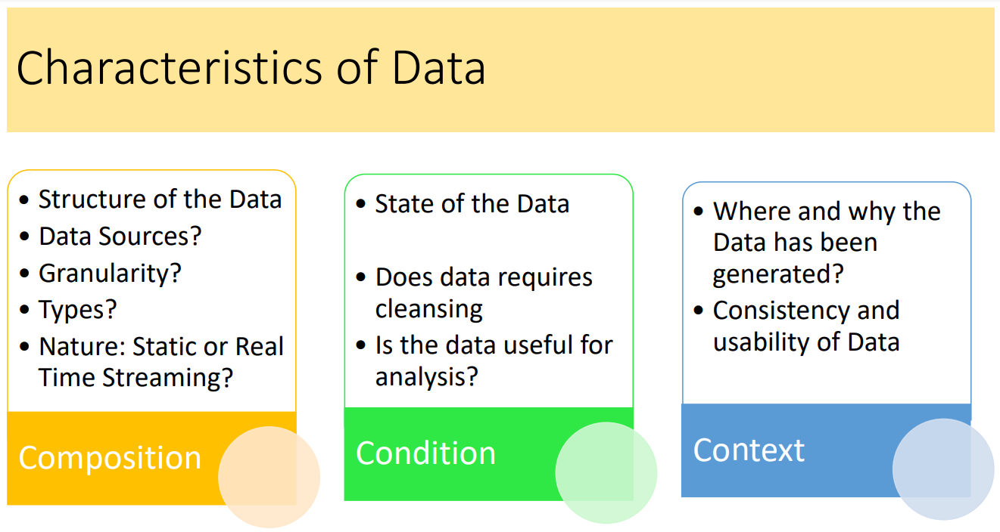 Characteristics of Data
• Structure of the Data
• Data Sources?
• Granularity?
• Types?
• Nature: Static or Real
Time Streaming?
Composition
• State of the Data
• Does data requires
cleansing
• Is the data useful for
analysis?
Condition
• Where and why the
Data has been
generated?
• Consistency and
usability of Data
Context